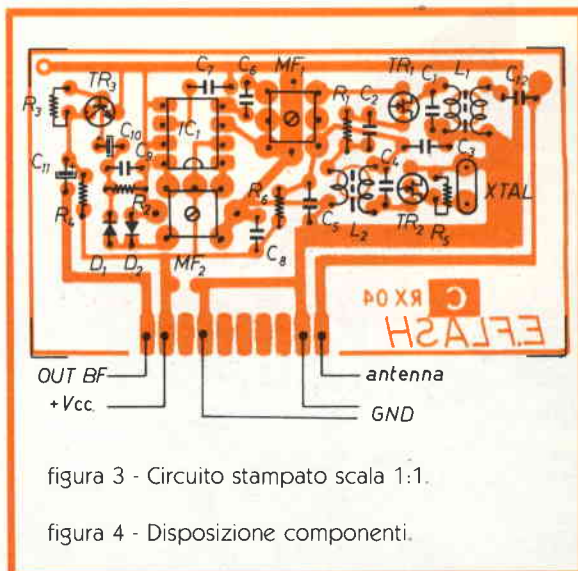 C7 C6 MF1 TR1 C1 L1 C12
TR3
R3
R1 C2
C10 IC1
C11 C9
C4 C3
XTAL
R4 R2 R6
C5 L2 TR2 R5
D1 D2 MF2 C8
C RX 04
E.FLASH
OUT BF
antenna
+Vcc.
GND
figura 3 - Circuito stampato scala 1:1.
figura 4 - Disposizione componenti.